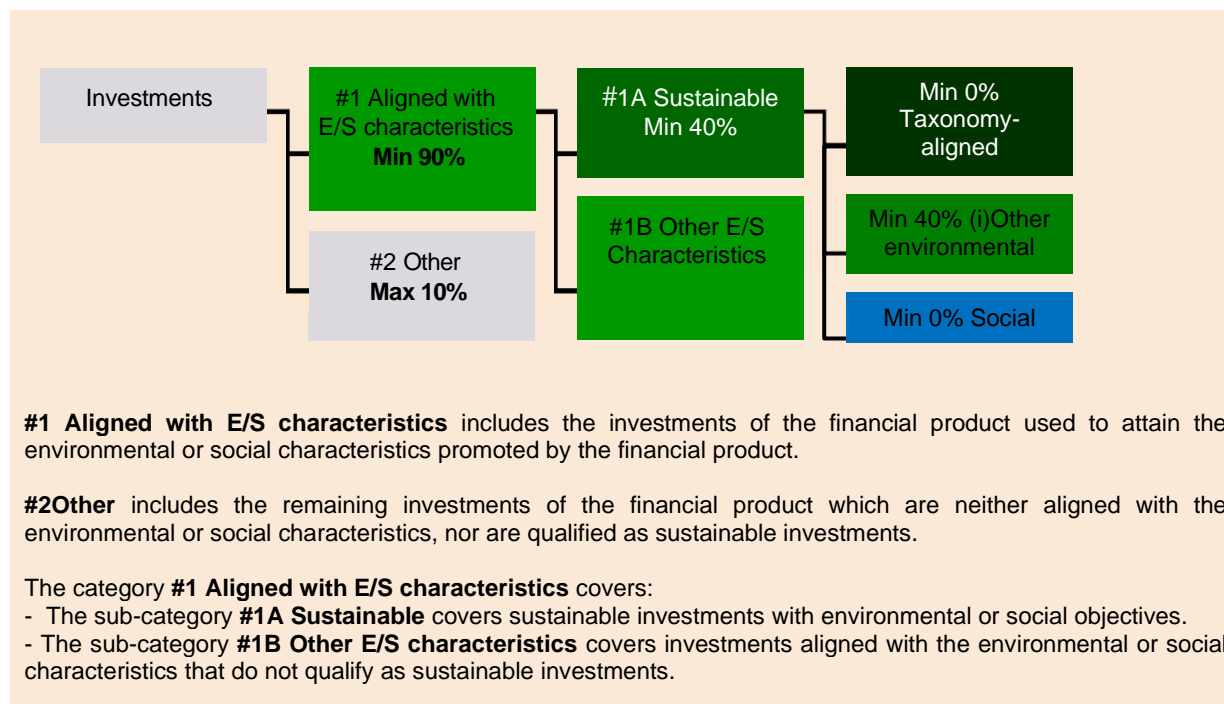 Investments
#1 Aligned with
E/S characteristics
Min 90%
#2 Other
Max 10%
#1A Sustainable
Min 40%
#1B Other E/S
Characteristics
Min 0%
Taxonomy-
aligned
Min 40% (i)Other
environmental
Min 0% Social
#1 Aligned with E/S characteristics includes the investments of the financial product used to attain the
environmental or social characteristics promoted by the financial product.
#2Other includes the remaining investments of the financial product which are neither aligned with the
environmental or social characteristics, nor are qualified as sustainable investments.
The category #1 Aligned with E/S characteristics covers:
- The sub-category #1A Sustainable covers sustainable investments with environmental or social objectives.
- The sub-category #1B Other E/S characteristics covers investments aligned with the environmental or social
characteristics that do not qualify as sustainable investments.